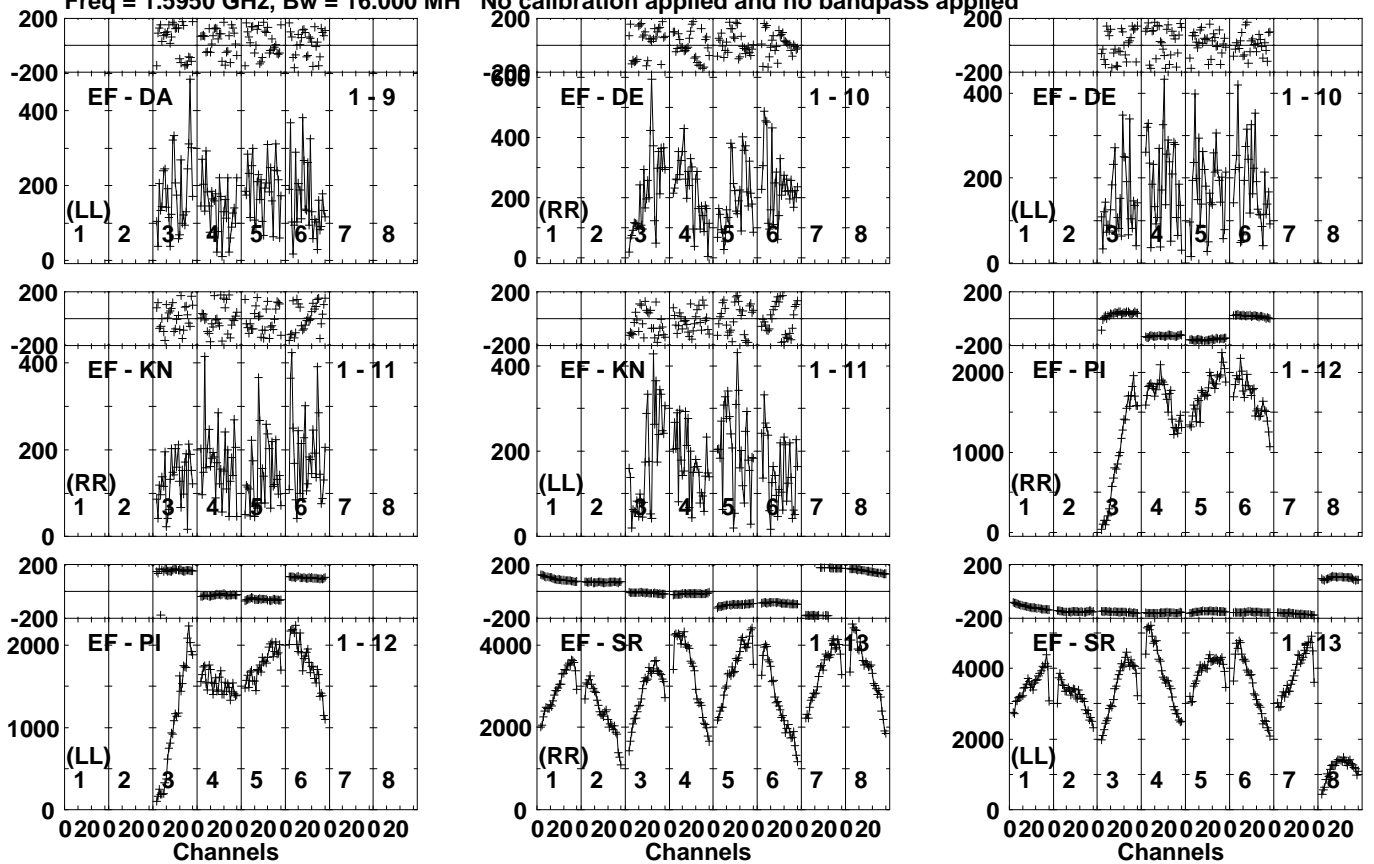 Freq = 1.5950 GHz, Bw = 16.000 MH No calibration applied and no bandpass applied
200
-200
EF - DA 1 - 9
400
200
0
(LL)
1 2 3 4 5 6 7 8
200
-200
600
EF - DE 1 - 10
400
200
0
(RR)
1 2 3 4 5 6 7 8
200
-200
EF - DE 1 - 10
400
200
0
(LL)
1 2 3 4 5 6 7 8
200
-200
EF - KN 1 - 11
400
200
0
(RR)
1 2 3 4 5 6 7 8
200
-200
EF - KN 1 - 11
400
200
0
(LL)
1 2 3 4 5 6 7 8
200
-200
EF - PI 1 - 12
2000
1000
0
(RR)
1 2 3 4 5 6 7 8
200
-200
EF - PI 1 - 12
2000
1000
0
(LL)
1 2 3 4 5 6 7 8
0 20 0 20 0 20 0 20 0 20 0 20 0 20 0 20
Channels
200
-200
EF - SR 1 - 13
4000
2000
0
(RR)
1 2 3 4 5 6 7 8
0 20 0 20 0 20 0 20 0 20 0 20 0 20 0 20
Channels
200
-200
EF - SR 1 - 13
4000
2000
0
(LL)
1 2 3 4 5 6 7 8
0 20 0 20 0 20 0 20 0 20 0 20 0 20 0 20
Channels